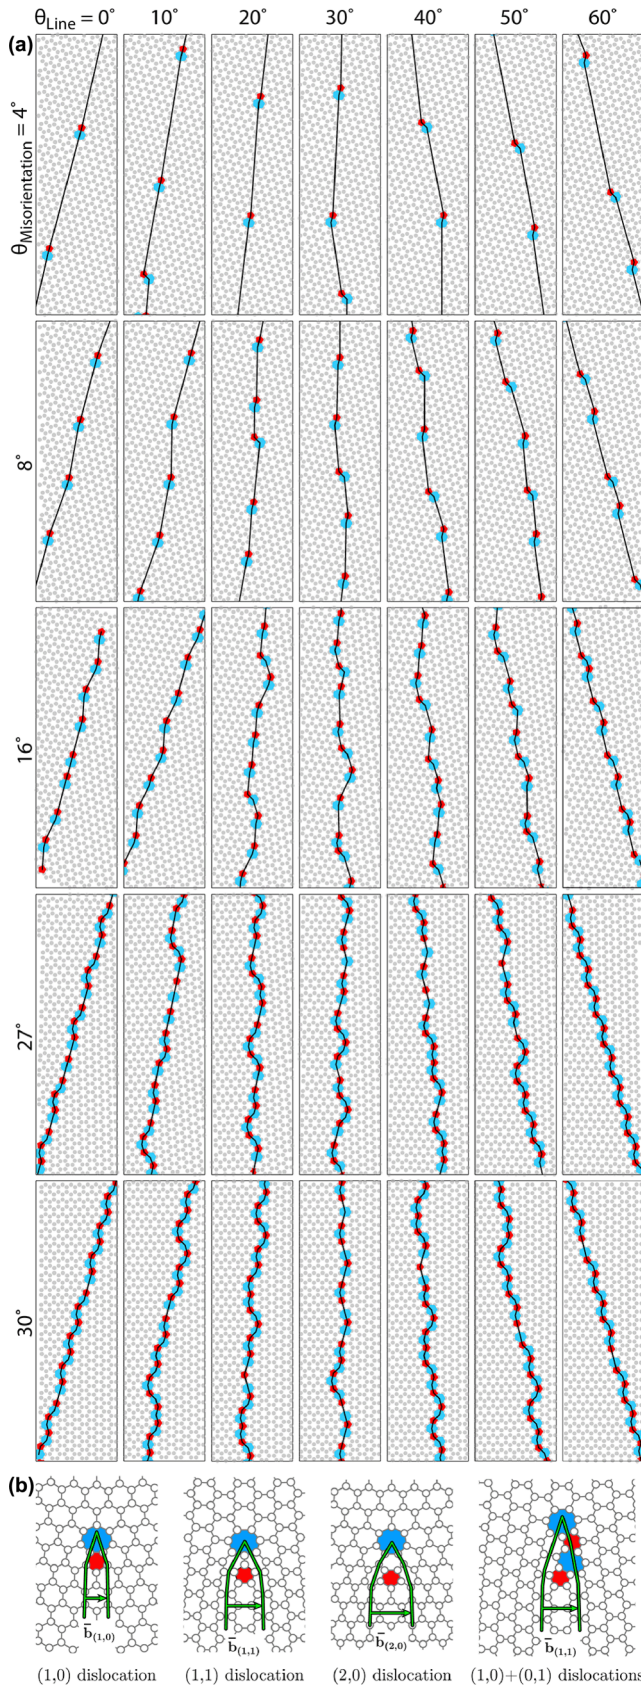 θLine = 0° 10° 20° 30° 40° 50° 60°
(a)
θMisorientation = 4°
8°
16°
27°
30°
(b)
b̅(1,0) b̅(1,1) b̅(2,0) b̅(1,1)
(1,0) dislocation (1,1) dislocation (2,0) dislocation (1,0)+(0,1) dislocations